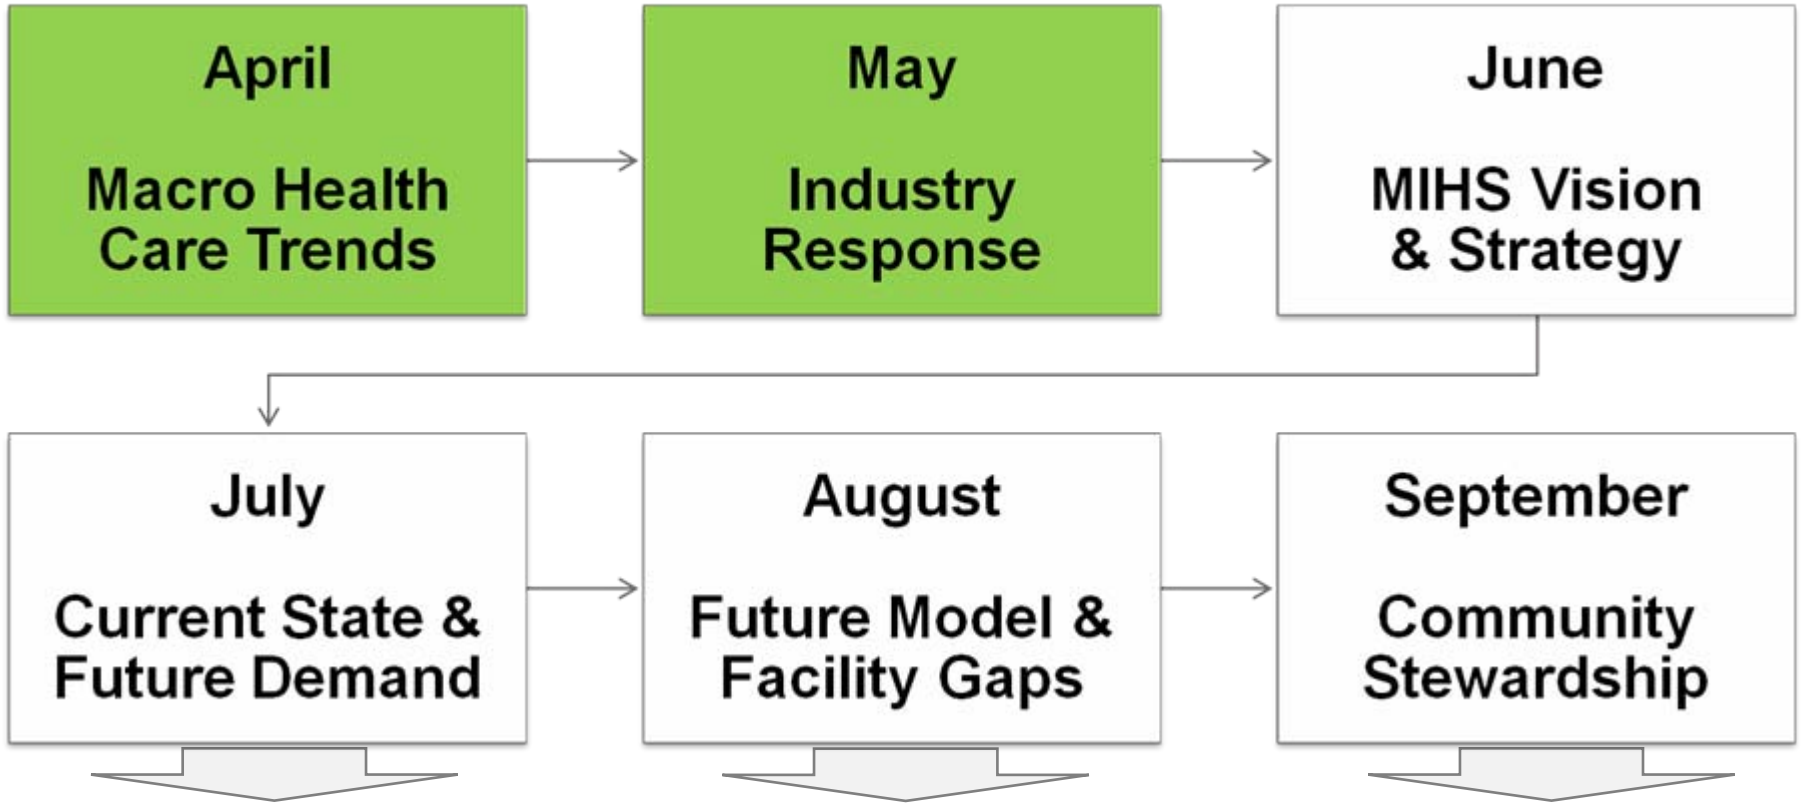 April
Macro Health
Care Trends
May
Industry
Response
June
MIHS Vision
& Strategy
July
Current State &
Future Demand
August
Future Model &
Facility Gaps
September
Community
Stewardship